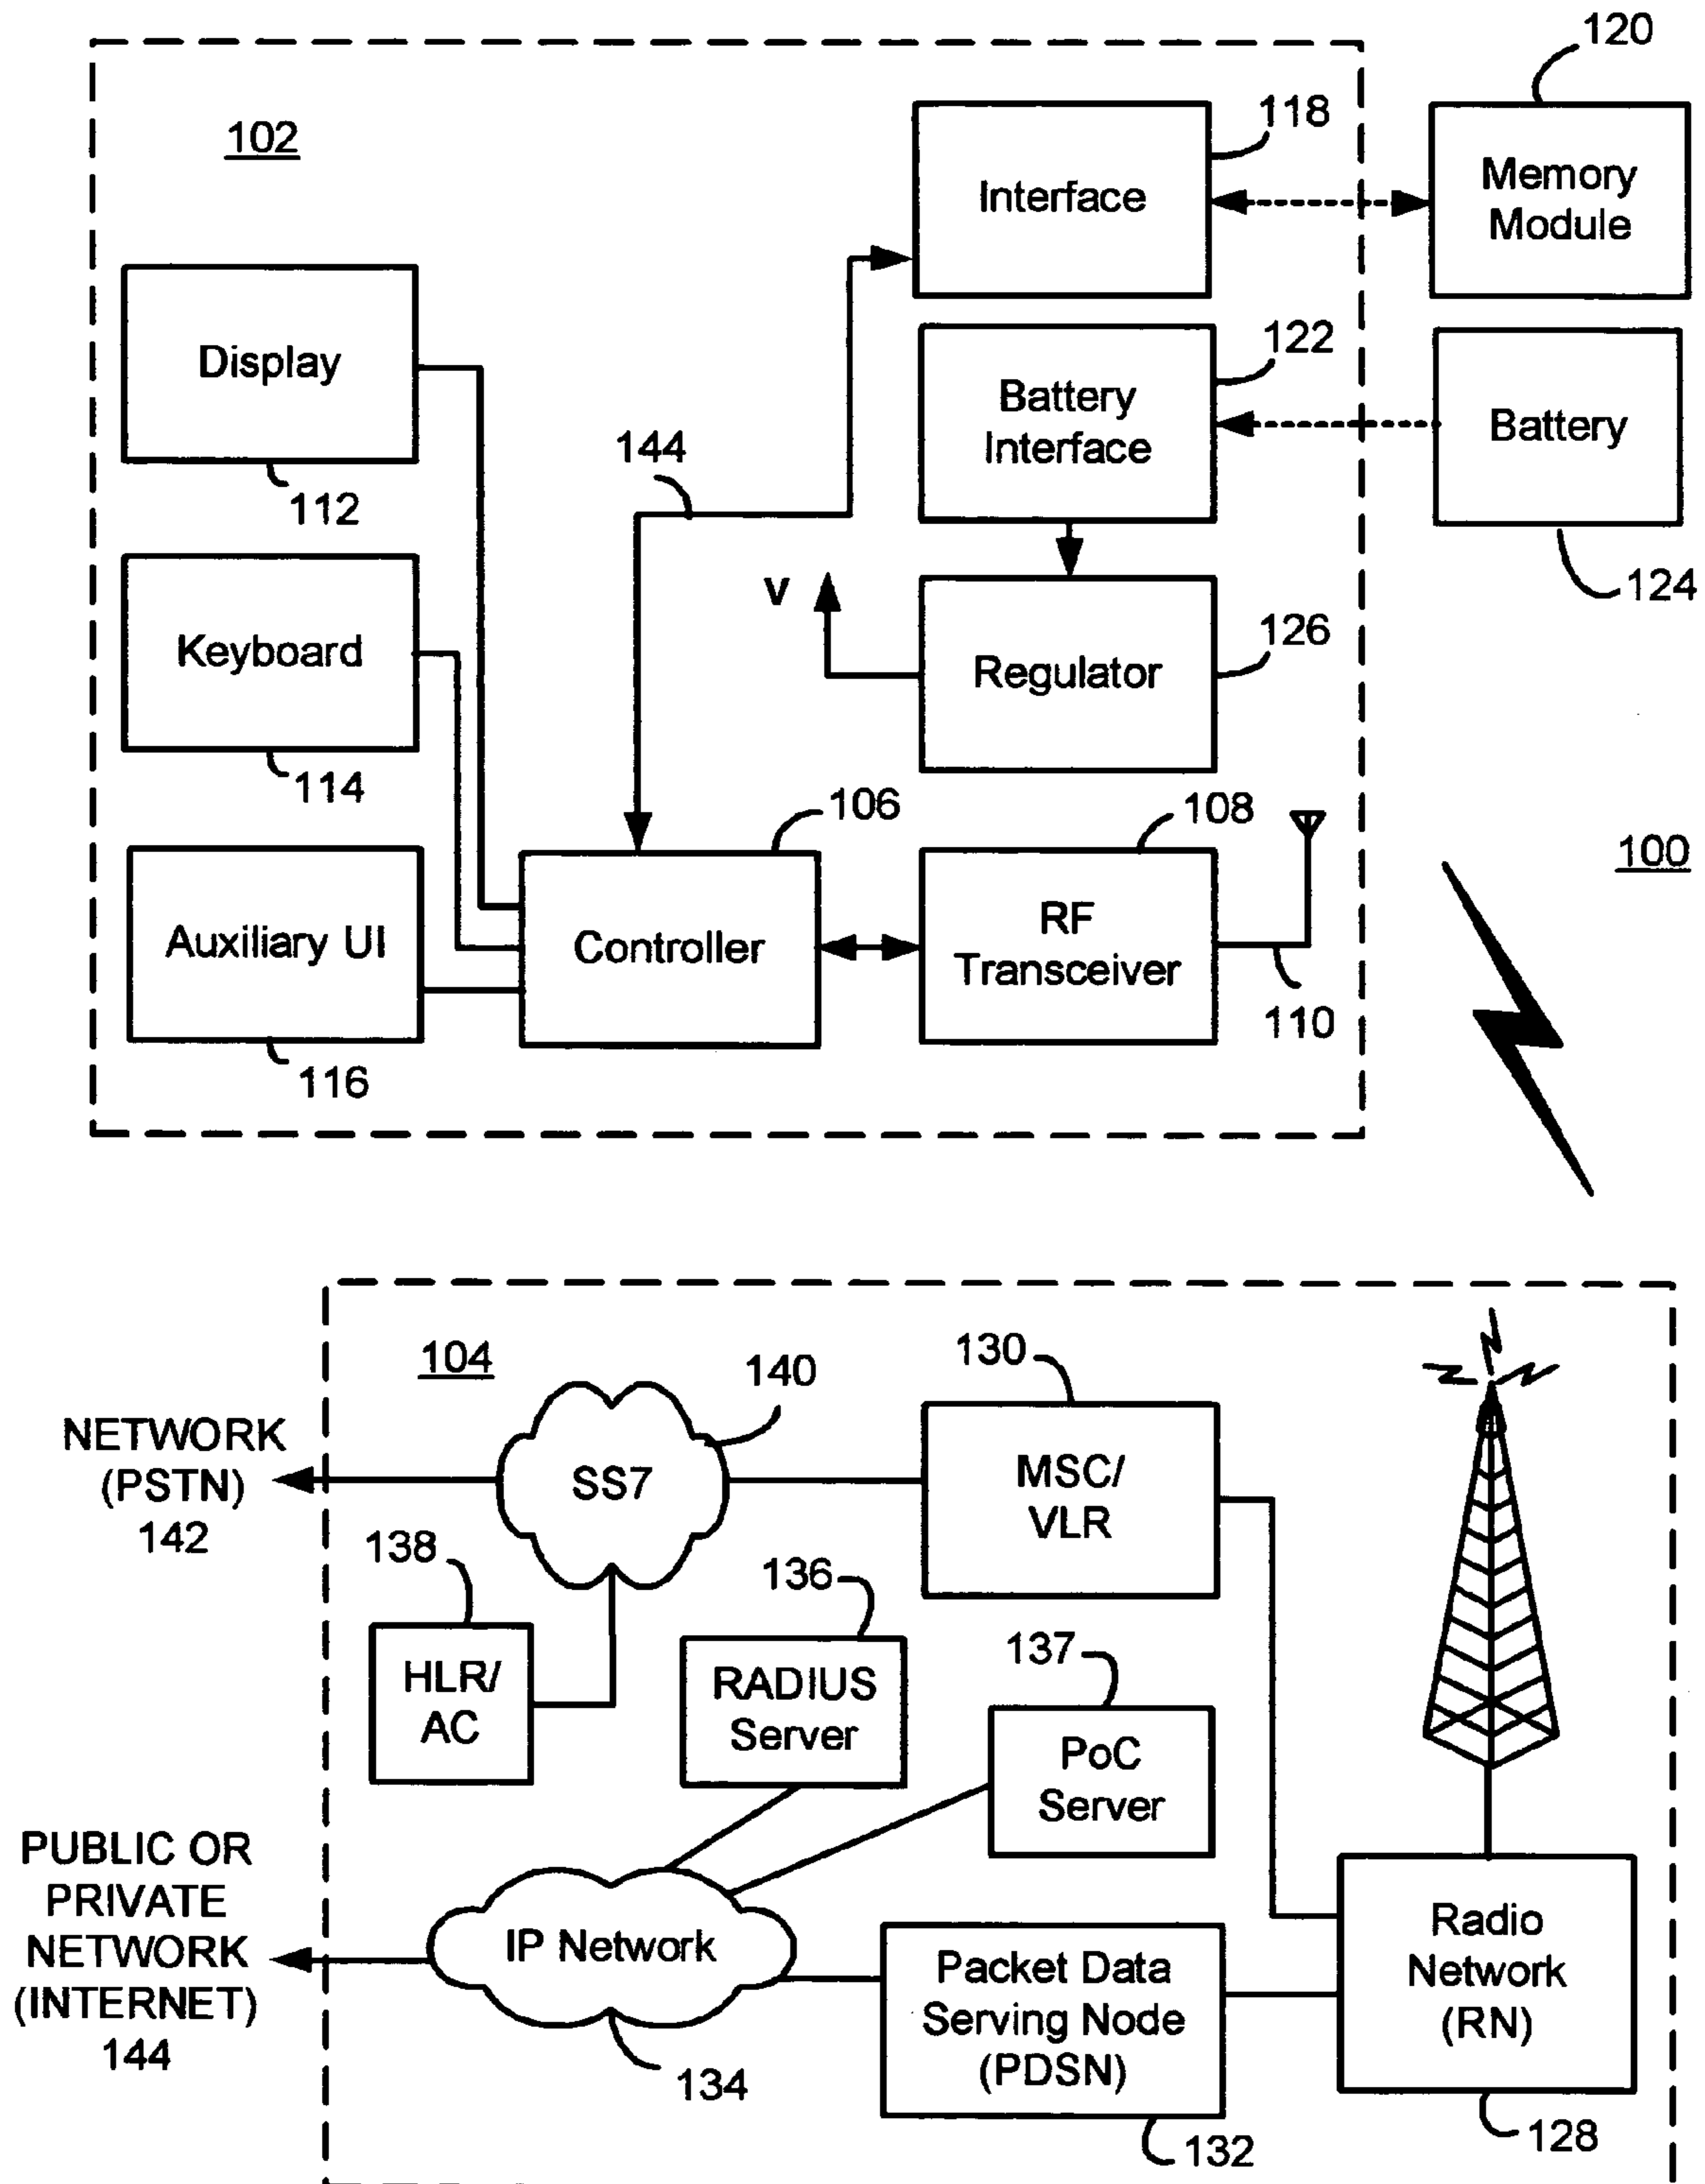 120
102
118
Interface
Memory
Module
Display
112
122
Battery
Interface
Battery
124
144
V
Keyboard
114
126
Regulator
106
108
100
Auxiliary UI
116
Controller
RF
Transceiver
110
104
140
130
NETWORK
(PSTN)
142
SS7
MSC/
VLR
138
136
HLR/
AC
RADIUS
Server
137
PoC
Server
PUBLIC OR
PRIVATE
NETWORK
(INTERNET)
144
IP Network
134
Packet Data
Serving Node
(PDSN)
132
Radio
Network
(RN)
128